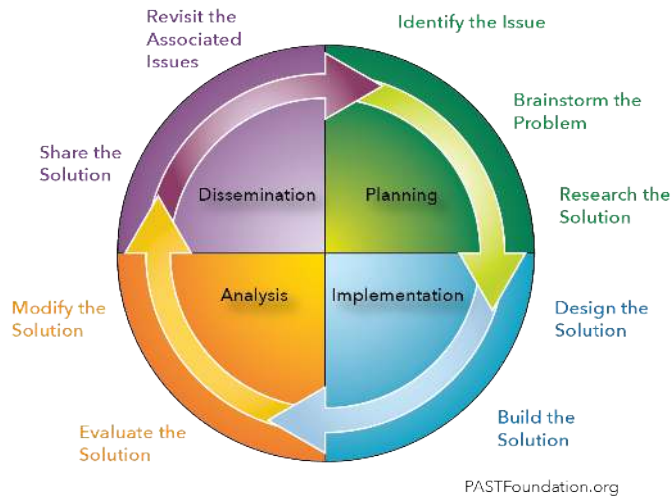 Revisit the
Associated
Issues
Identify the Issue
Brainstorm the
Problem
Share the
Solution
Research the
Solution
Dissemination
Planning
Analysis
Implementation
Modify the
Solution
Design the
Solution
Evaluate the
Solution
Build the
Solution
PASTFoundation.org